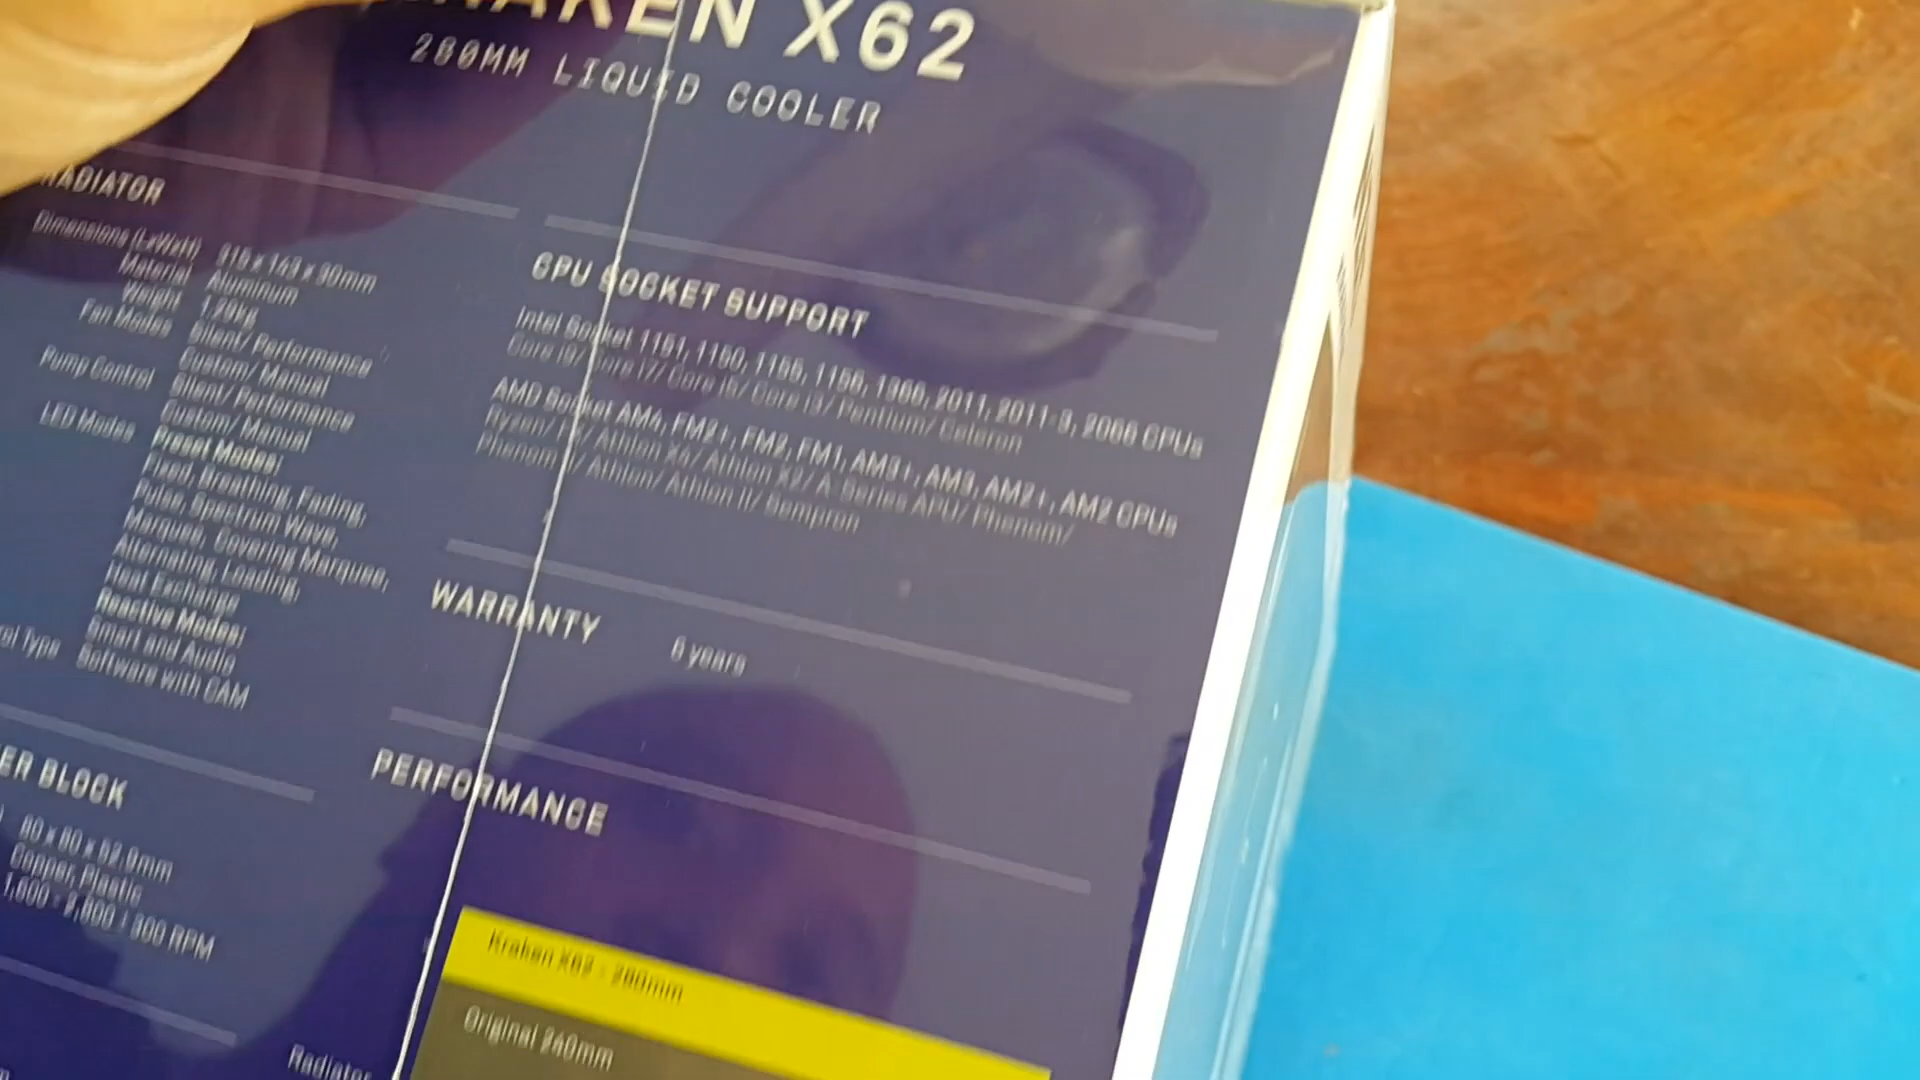 KRAKEN X62
280MM LIQUID COOLER
RADIATOR
Dimensions (LxWxH) 315 x 143 x 30mm
Material Aluminum
Weight 1.29kg
Fan Modes Silent/ Performance
Custom/ Manual
Pump Control Silent/ Performance
Custom/ Manual
LED Modes Preset Modes:
Fixed, Breathing, Fading,
Pulse, Spectrum Wave,
Marquee, Covering Marquee,
Alternating, Loading,
Heat Exchange
Reactive Modes:
Smart and Audio
Type Software with CAM
ER BLOCK
80 x 80 x 52.9mm
Copper, Plastic
1,600 - 2,800 ± 300 RPM
Radiator
CPU SOCKET SUPPORT
Intel Socket 1151, 1150, 1155, 1156, 1366, 2011, 2011-3, 2066 CPUs
Core i9/ Core i7/ Core i5/ Core i3/ Pentium/ Celeron
AMD Socket AM4, FM2+, FM2, FM1, AM3+, AM3, AM2+, AM2 CPUs
Ryzen/ Athlon X4/ Athlon X2/ A-Series APU/ Phenom/
Phenom II/ Athlon/ Athlon II/ Sempron
WARRANTY 6 years
PERFORMANCE
Kraken X62 - 280mm
Original 240mm